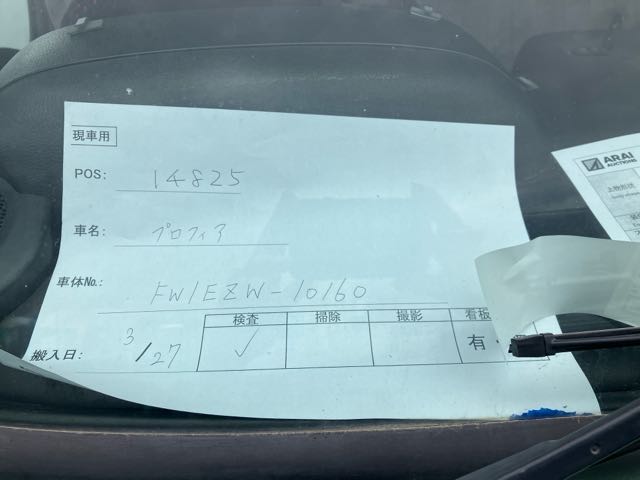 現車用
POS: 14825
車名: プロフィア
車体No.: FW1EZW-10160
検査 掃除 撮影 看板
搬入日: 3/27 ✓ 有・
ARAI
AUCTIONS